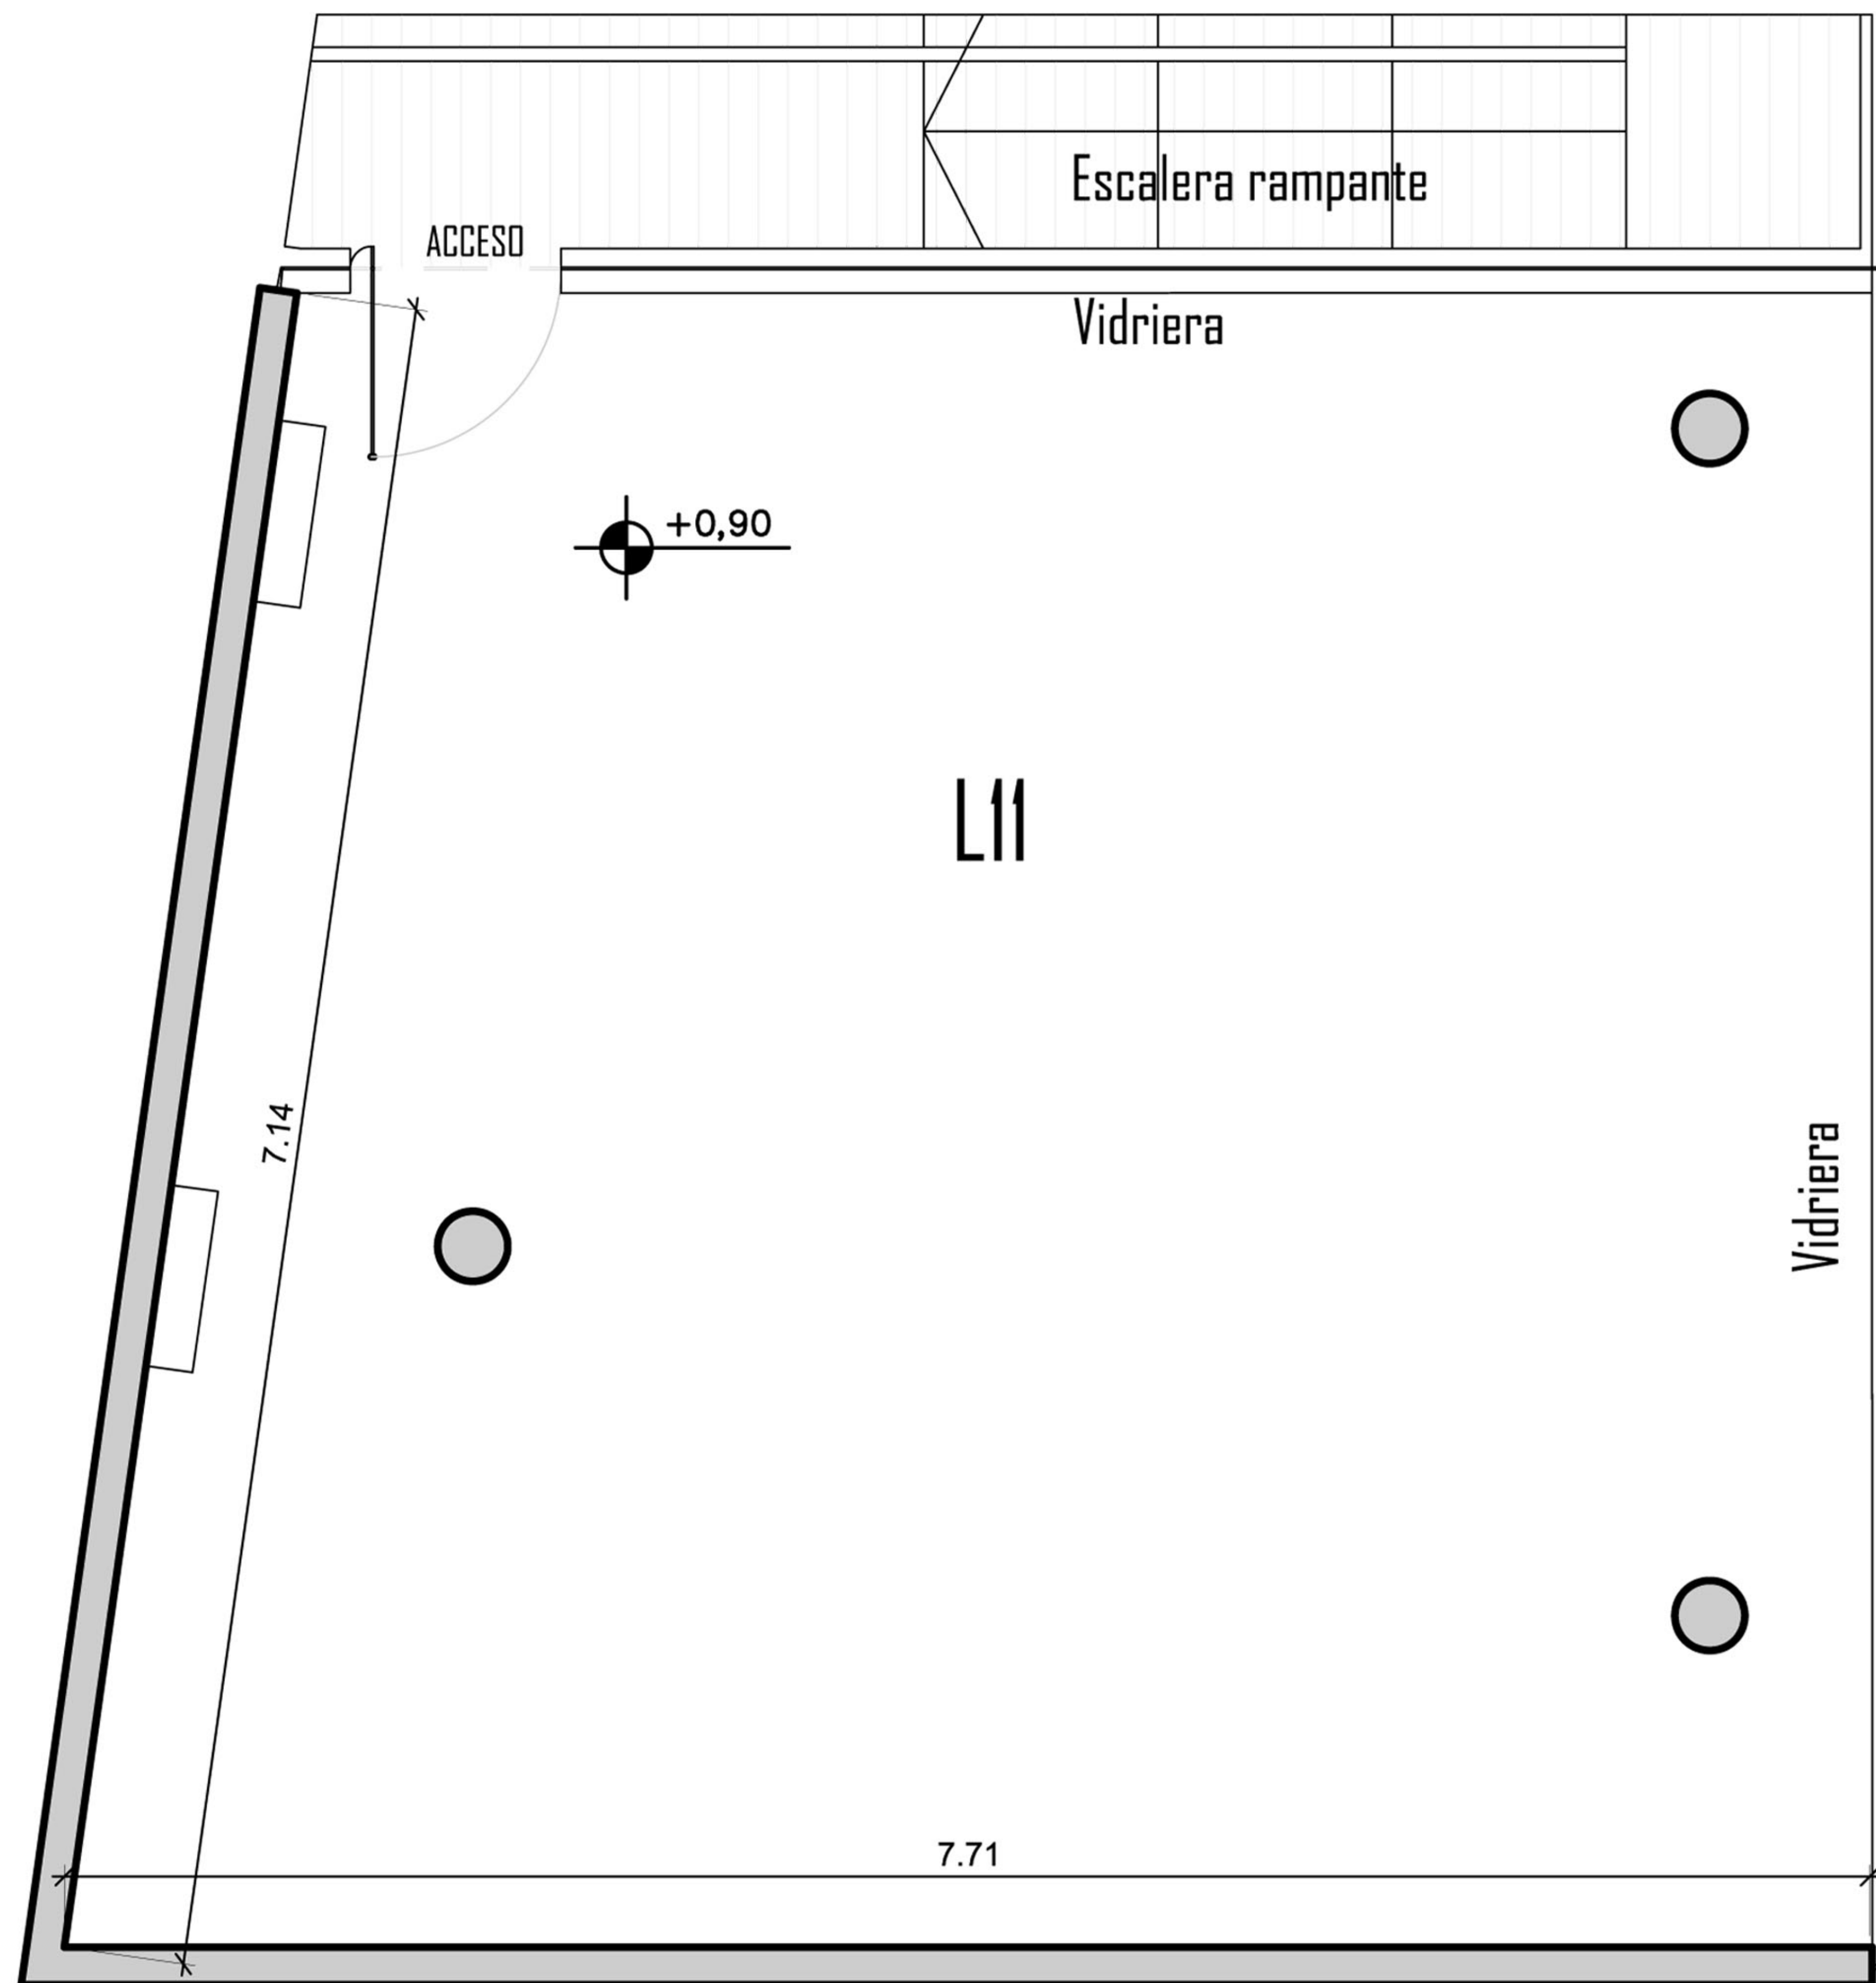 Escalera rampante
ACCESO
Vidriera
+0,90
L11
7.14
Vidriera
7.71